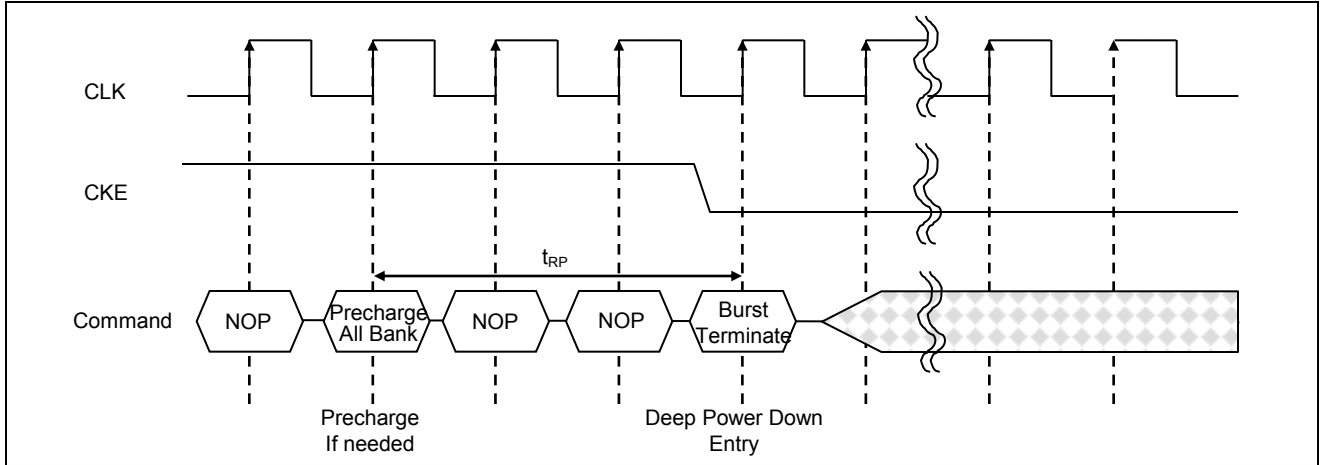 CLK
CKE
tRP
Command
NOP
Precharge
All Bank
NOP
NOP
Burst
Terminate
Precharge
If needed
Deep Power Down
Entry